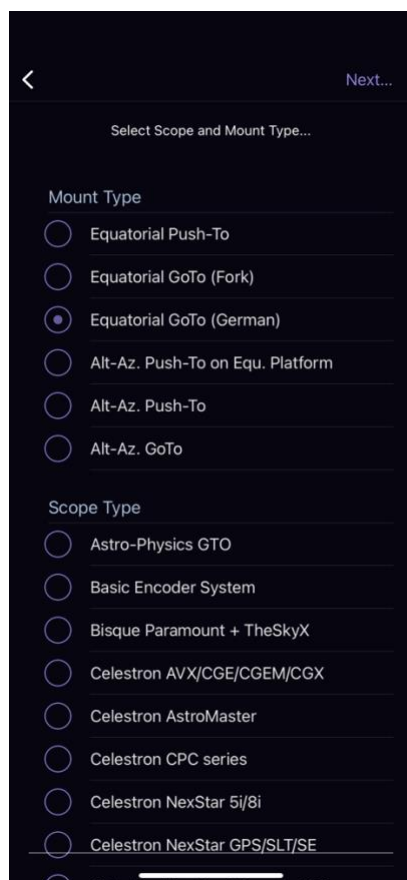 Next...
Select Scope and Mount Type...
Mount Type
Equatorial Push-To
Equatorial GoTo (Fork)
Equatorial GoTo (German)
Alt-Az. Push-To on Equ. Platform
Alt-Az. Push-To
Alt-Az. GoTo
Scope Type
Astro-Physics GTO
Basic Encoder System
Bisque Paramount + TheSkyX
Celestron AVX/CGE/CGEM/CGX
Celestron AstroMaster
Celestron CPC series
Celestron NexStar 5i/8i
Celestron NexStar GPS/SLT/SE